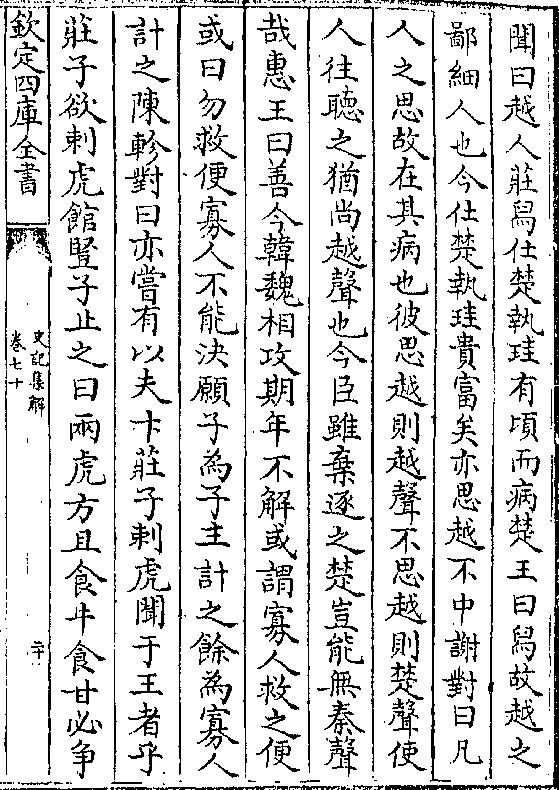 聞曰越人莊舄仕楚執珪有頃而病楚王曰舄故越之
鄙細人也今仕楚執珪貴富矣亦思越不中謝對曰凡
人之思故在其病也彼思越則越聲不思越則楚聲使
人往聽之猶尚越聲也今臣雖棄逐之楚豈能無秦聲
哉惠王曰善今韓魏相攻期年不解或謂寡人救之便
或曰勿救便寡人不能決願子為子主計之餘為寡人
計之陳軫對曰亦嘗有以夫卞莊子刺虎聞于王者乎
莊子欲刺虎館豎子止之曰兩虎方且食牛食甘必争
欽定四庫全書
史記集解
卷七十
二十